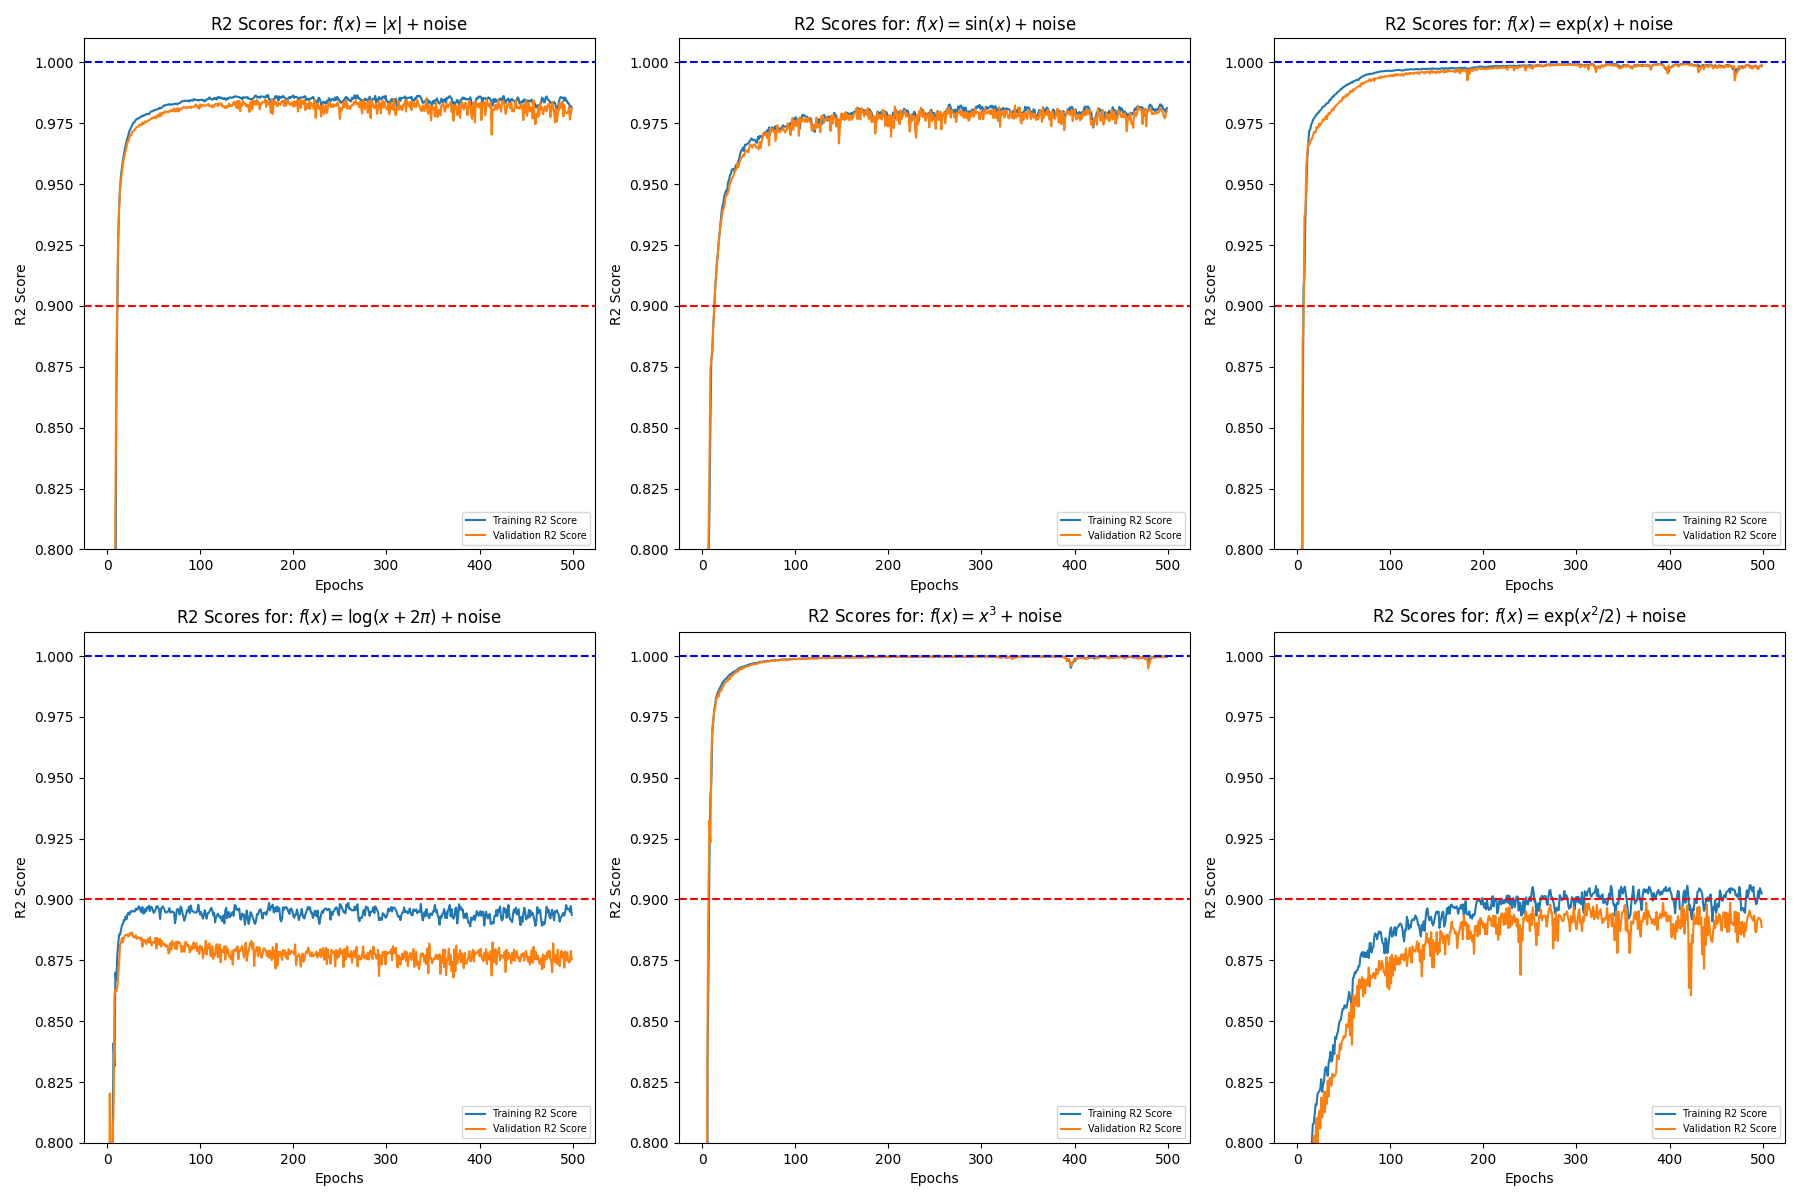 R2 Scores for: f(x) = |x| + noise
1.000
0.975
0.950
0.925
0.900
0.875
0.850
0.825
0.800
R2 Score
0 100 200 300 400 500
Epochs
Training R2 Score
Validation R2 Score
R2 Scores for: f(x) = sin(x) + noise
1.000
0.975
0.950
0.925
0.900
0.875
0.850
0.825
0.800
R2 Score
0 100 200 300 400 500
Epochs
Training R2 Score
Validation R2 Score
R2 Scores for: f(x) = exp(x) + noise
1.000
0.975
0.950
0.925
0.900
0.875
0.850
0.825
0.800
R2 Score
0 100 200 300 400 500
Epochs
Training R2 Score
Validation R2 Score
R2 Scores for: f(x) = log(x + 2π) + noise
1.000
0.975
0.950
0.925
0.900
0.875
0.850
0.825
0.800
R2 Score
0 100 200 300 400 500
Epochs
Training R2 Score
Validation R2 Score
R2 Scores for: f(x) = x³ + noise
1.000
0.975
0.950
0.925
0.900
0.875
0.850
0.825
0.800
R2 Score
0 100 200 300 400 500
Epochs
Training R2 Score
Validation R2 Score
R2 Scores for: f(x) = exp(x²/2) + noise
1.000
0.975
0.950
0.925
0.900
0.875
0.850
0.825
0.800
R2 Score
0 100 200 300 400 500
Epochs
Training R2 Score
Validation R2 Score